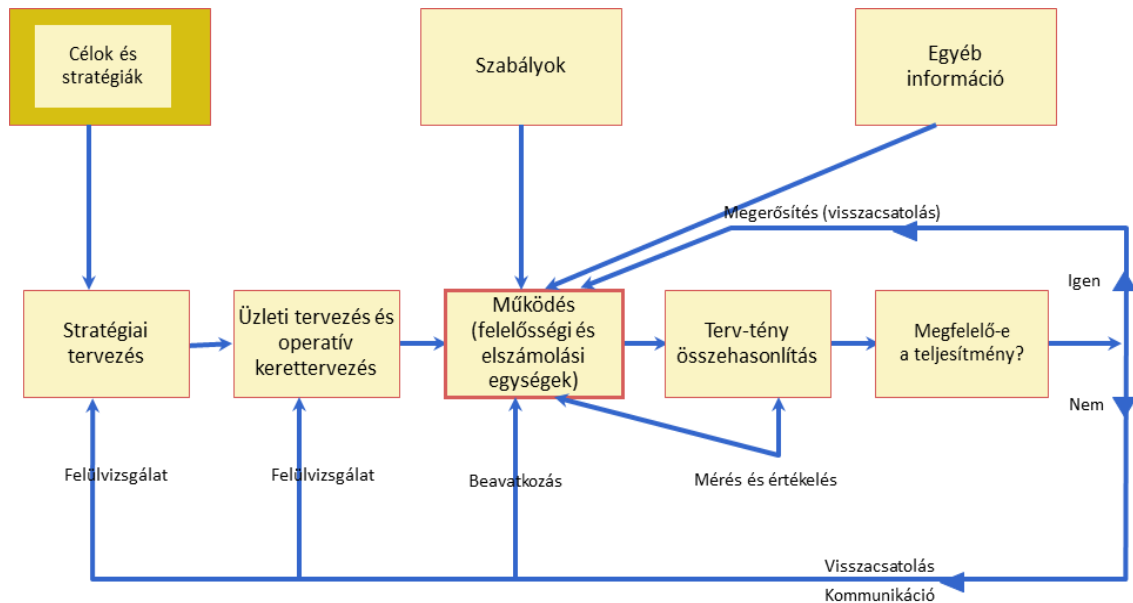 Célok és
stratégiák
Szabályok
Egyéb
információ
Megerősítés (visszacsatolás)
Igen
Stratégiai
tervezés
Üzleti tervezés és
operatív
kerettervezés
Működés
(felelősségi és
elszámolási
egységek)
Terv-tény
összehasonlítás
Megfelelő-e
a teljesítmény?
Nem
Felülvizsgálat
Felülvizsgálat
Beavatkozás
Mérés és értékelés
Visszacsatolás
Kommunikáció